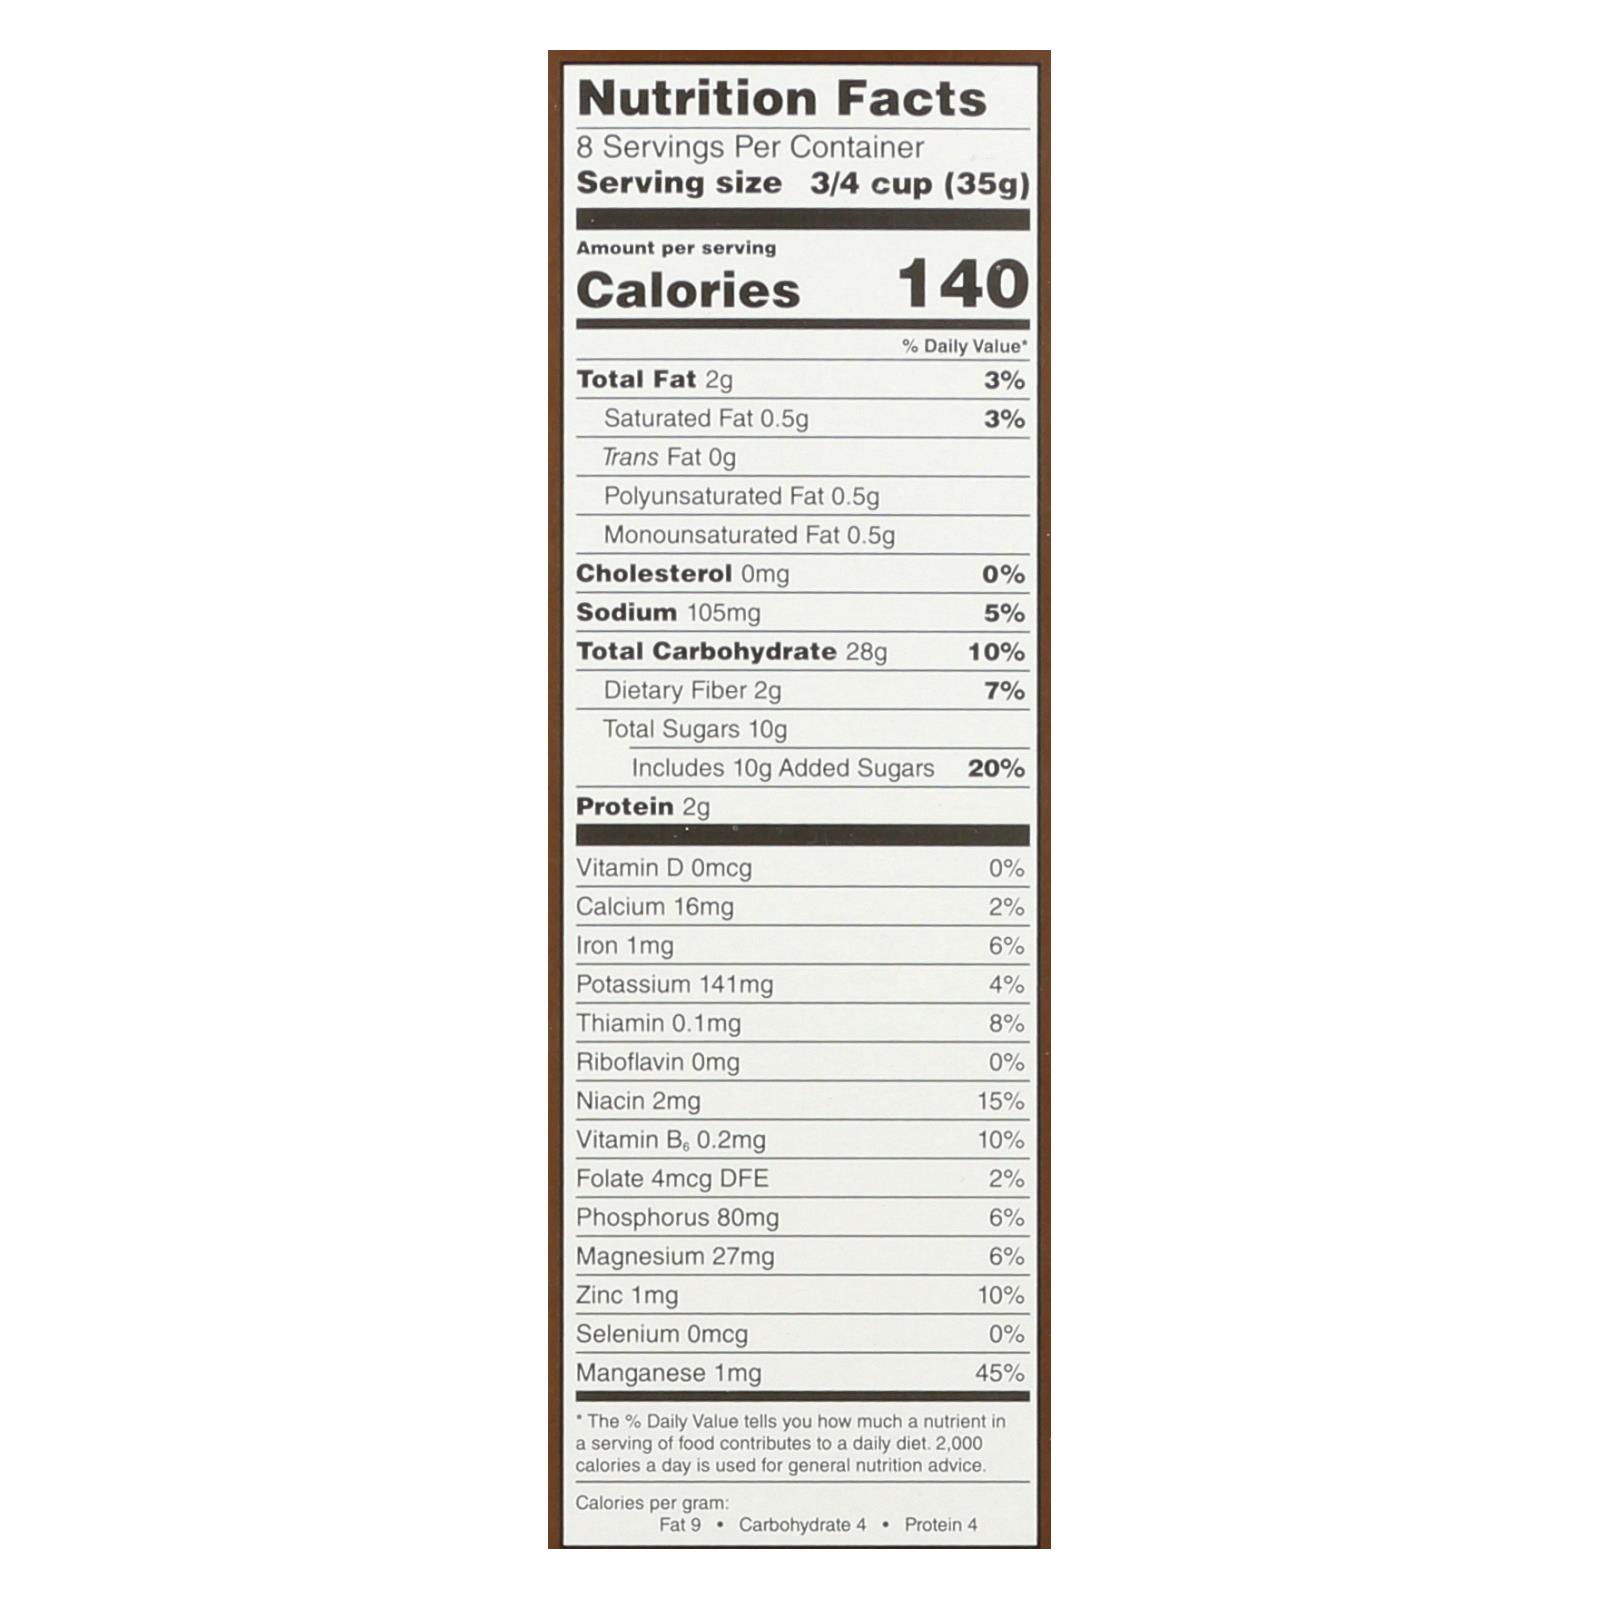 Nutrition Facts
8 Servings Per Container
Serving size 3/4 cup (35g)
Amount per serving
Calories 140
% Daily Value*
Total Fat 2g 3%
Saturated Fat 0.5g 3%
Trans Fat 0g
Polyunsaturated Fat 0.5g
Monounsaturated Fat 0.5g
Cholesterol 0mg 0%
Sodium 105mg 5%
Total Carbohydrate 28g 10%
Dietary Fiber 2g 7%
Total Sugars 10g
Includes 10g Added Sugars 20%
Protein 2g
Vitamin D 0mcg 0%
Calcium 16mg 2%
Iron 1mg 6%
Potassium 141mg 4%
Thiamin 0.1mg 8%
Riboflavin 0mg 0%
Niacin 2mg 15%
Vitamin B₆ 0.2mg 10%
Folate 4mcg DFE 2%
Phosphorus 80mg 6%
Magnesium 27mg 6%
Zinc 1mg 10%
Selenium 0mcg 0%
Manganese 1mg 45%
* The % Daily Value tells you how much a nutrient in
a serving of food contributes to a daily diet. 2,000
calories a day is used for general nutrition advice.
Calories per gram:
Fat 9 • Carbohydrate 4 • Protein 4